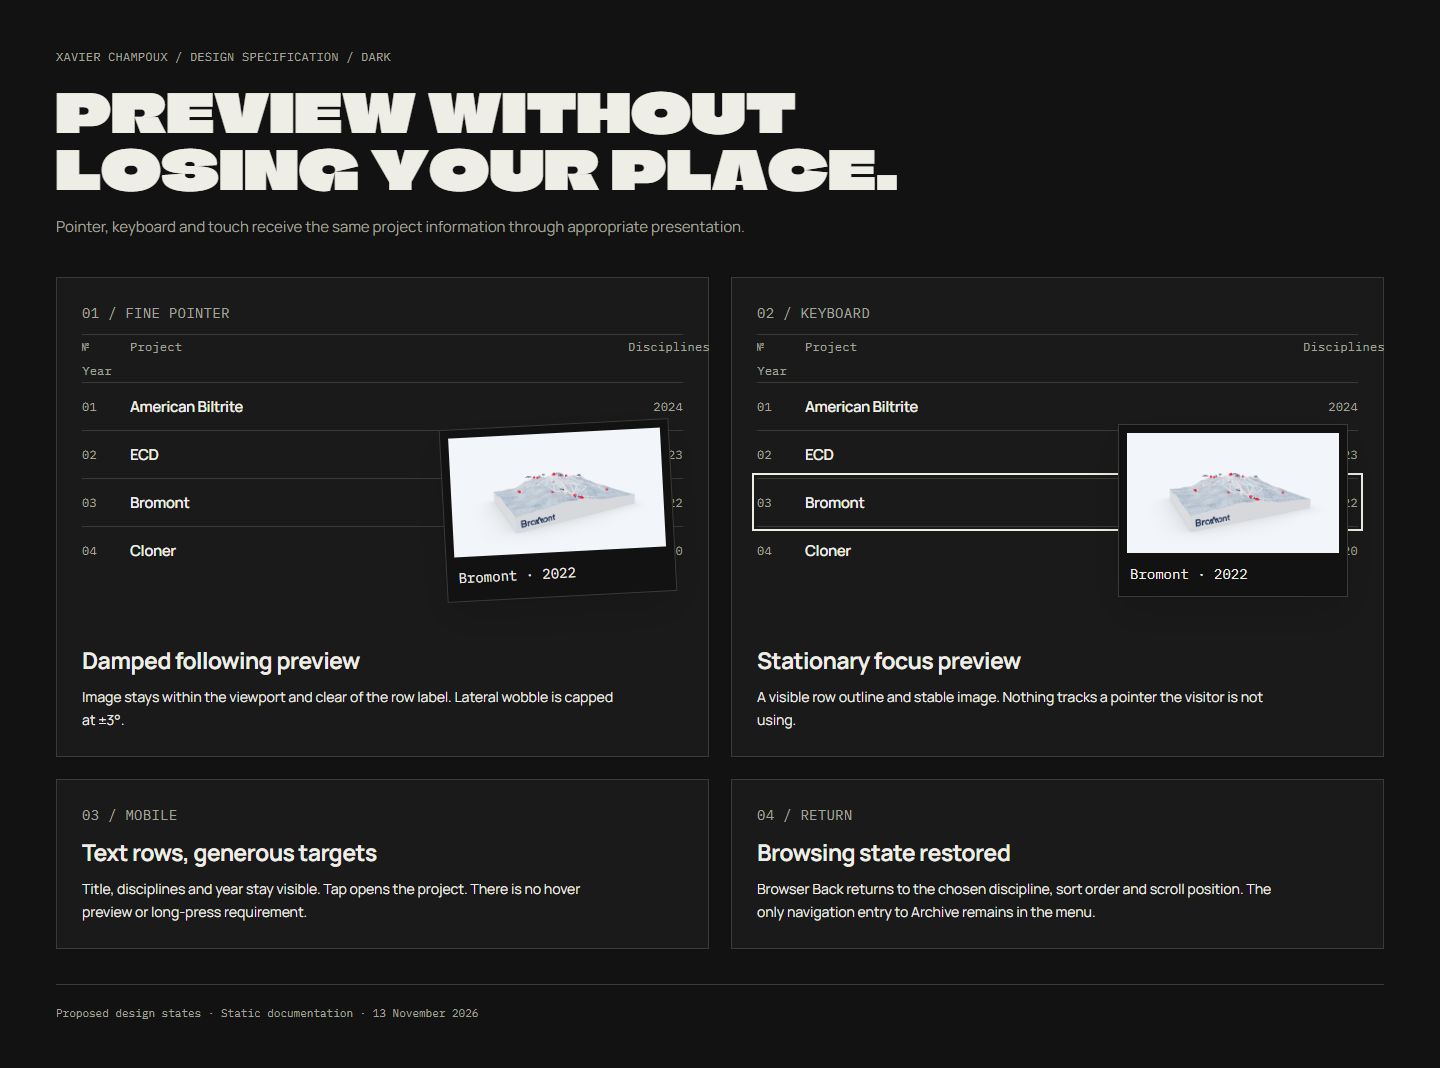 XAVIER CHAMPOUX / DESIGN SPECIFICATION / DARK
PREVIEW WITHOUT
LOSING YOUR PLACE.
Pointer, keyboard and touch receive the same project information through appropriate presentation.
01 / FINE POINTER
№ Project Disciplines
Year
01 American Biltrite 2024
02 ECD 23
03 Bromont 22
04 Cloner 0
Bromont
Bromont · 2022
Damped following preview
Image stays within the viewport and clear of the row label. Lateral wobble is capped
at ±3°.
02 / KEYBOARD
№ Project Disciplines
Year
01 American Biltrite 2024
02 ECD 23
03 Bromont 22
04 Cloner 20
Bromont
Bromont · 2022
Stationary focus preview
A visible row outline and stable image. Nothing tracks a pointer the visitor is not
using.
03 / MOBILE
Text rows, generous targets
Title, disciplines and year stay visible. Tap opens the project. There is no hover
preview or long-press requirement.
04 / RETURN
Browsing state restored
Browser Back returns to the chosen discipline, sort order and scroll position. The
only navigation entry to Archive remains in the menu.
Proposed design states · Static documentation · 13 November 2026